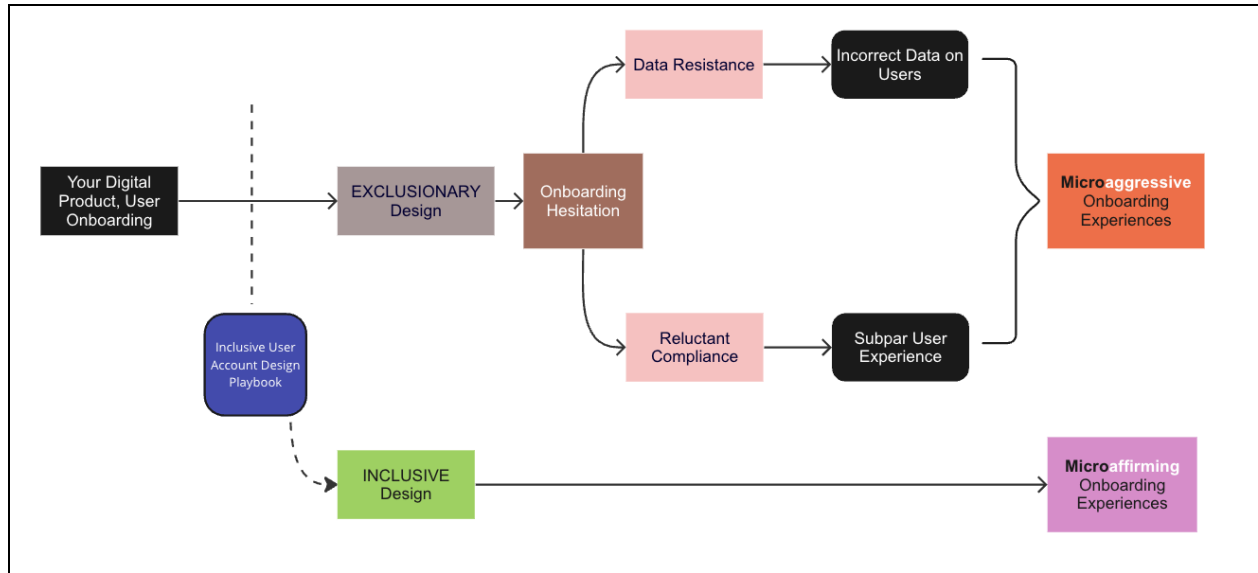 Your Digital
Product, User
Onboarding
EXCLUSIONARY
Design
Onboarding
Hesitation
Data Resistance
Incorrect Data on
Users
Reluctant
Compliance
Subpar User
Experience
Microaggressive
Onboarding
Experiences
Inclusive User
Account Design
Playbook
INCLUSIVE
Design
Microaffirming
Onboarding
Experiences